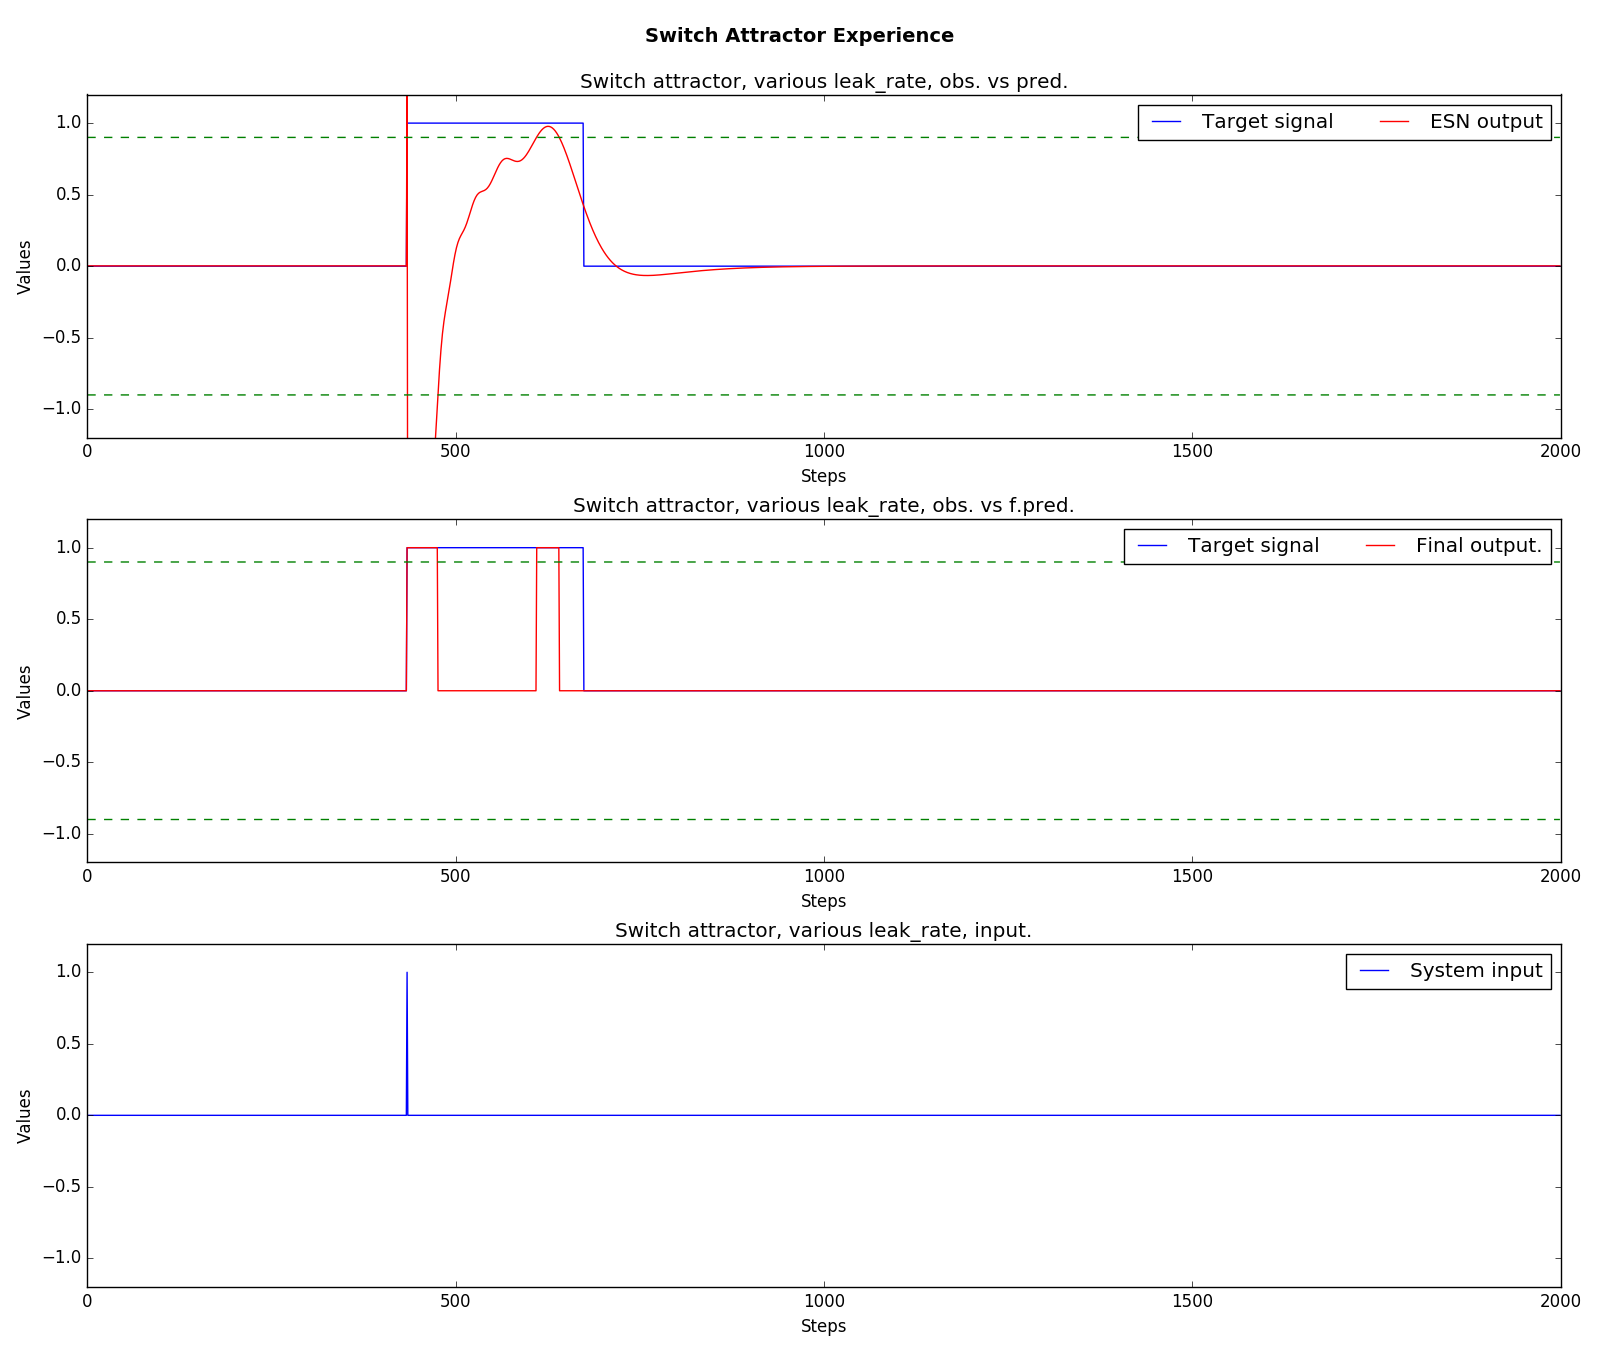 Switch Attractor Experience
Switch attractor, various leak_rate, obs. vs pred.
Target signal ESN output
1.0
0.5
0.0
−0.5
−1.0
Values
0 500 1000 1500 2000
Steps
Switch attractor, various leak_rate, obs. vs f.pred.
Target signal Final output.
1.0
0.5
0.0
−0.5
−1.0
Values
0 500 1000 1500 2000
Steps
Switch attractor, various leak_rate, input.
System input
1.0
0.5
0.0
−0.5
−1.0
Values
0 500 1000 1500 2000
Steps